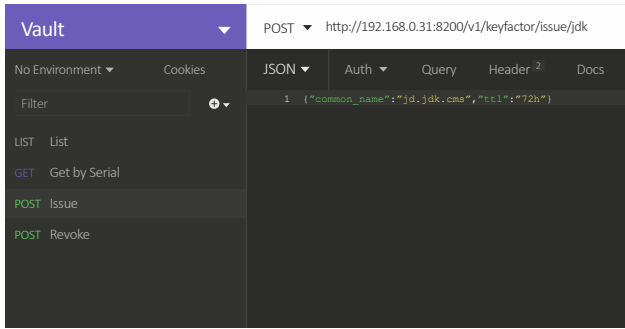 Vault
POST http://192.168.0.31:8200/v1/keyfactor/issue/jdk
No Environment Cookies
JSON Auth Query Header 2 Docs
Filter
1 {"common_name":"jd.jdk.cms","ttl":"72h"}
LIST List
GET Get by Serial
POST Issue
POST Revoke